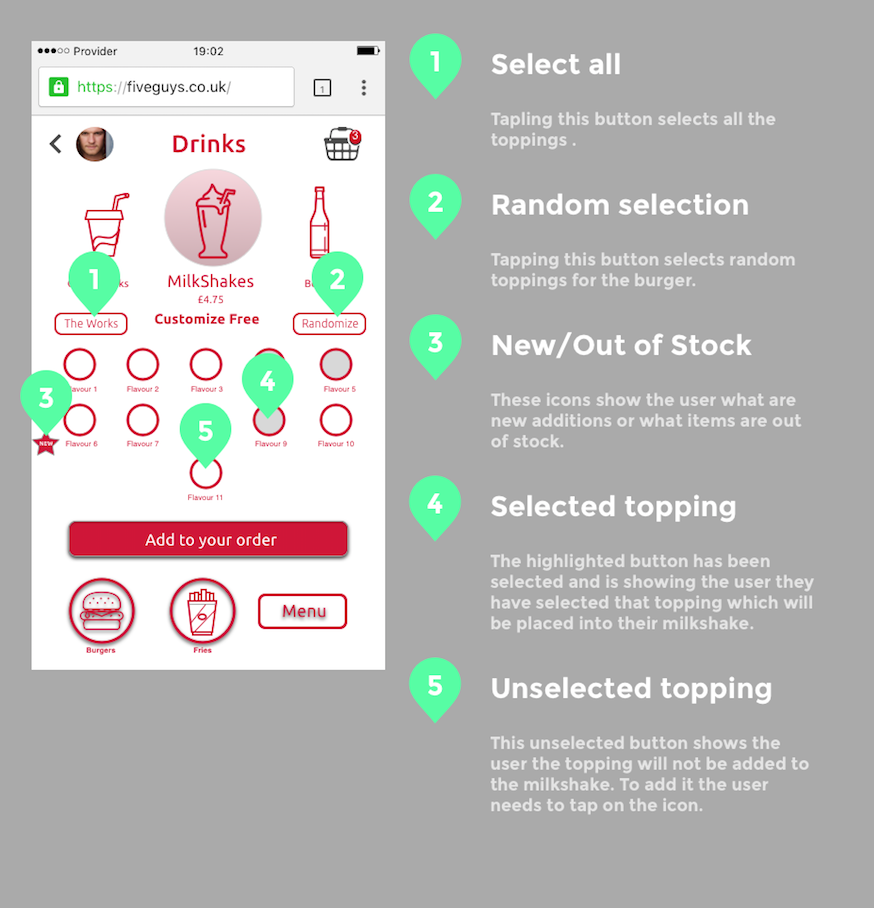 Provider
19:02
https://fiveguys.co.uk/
1
Drinks
3
MilkShakes
£4.75
Customize Free
1
2
The Works
Randomize
Flavour 2
Flavour 3
Flavour 5
3
4
5
Flavour 6
Flavour 7
Flavour 9
Flavour 10
NEW
Flavour 11
Add to your order
Burgers
Fries
Menu
1
Select all
Tapling this button selects all the
toppings .
2
Random selection
Tapping this button selects random
toppings for the burger.
3
New/Out of Stock
These icons show the user what are
new additions or what items are out
of stock.
4
Selected topping
The highlighted button has been
selected and is showing the user they
have selected that topping which will
be placed into their milkshake.
5
Unselected topping
This unselected button shows the
user the topping will not be added to
the milkshake. To add it the user
needs to tap on the icon.